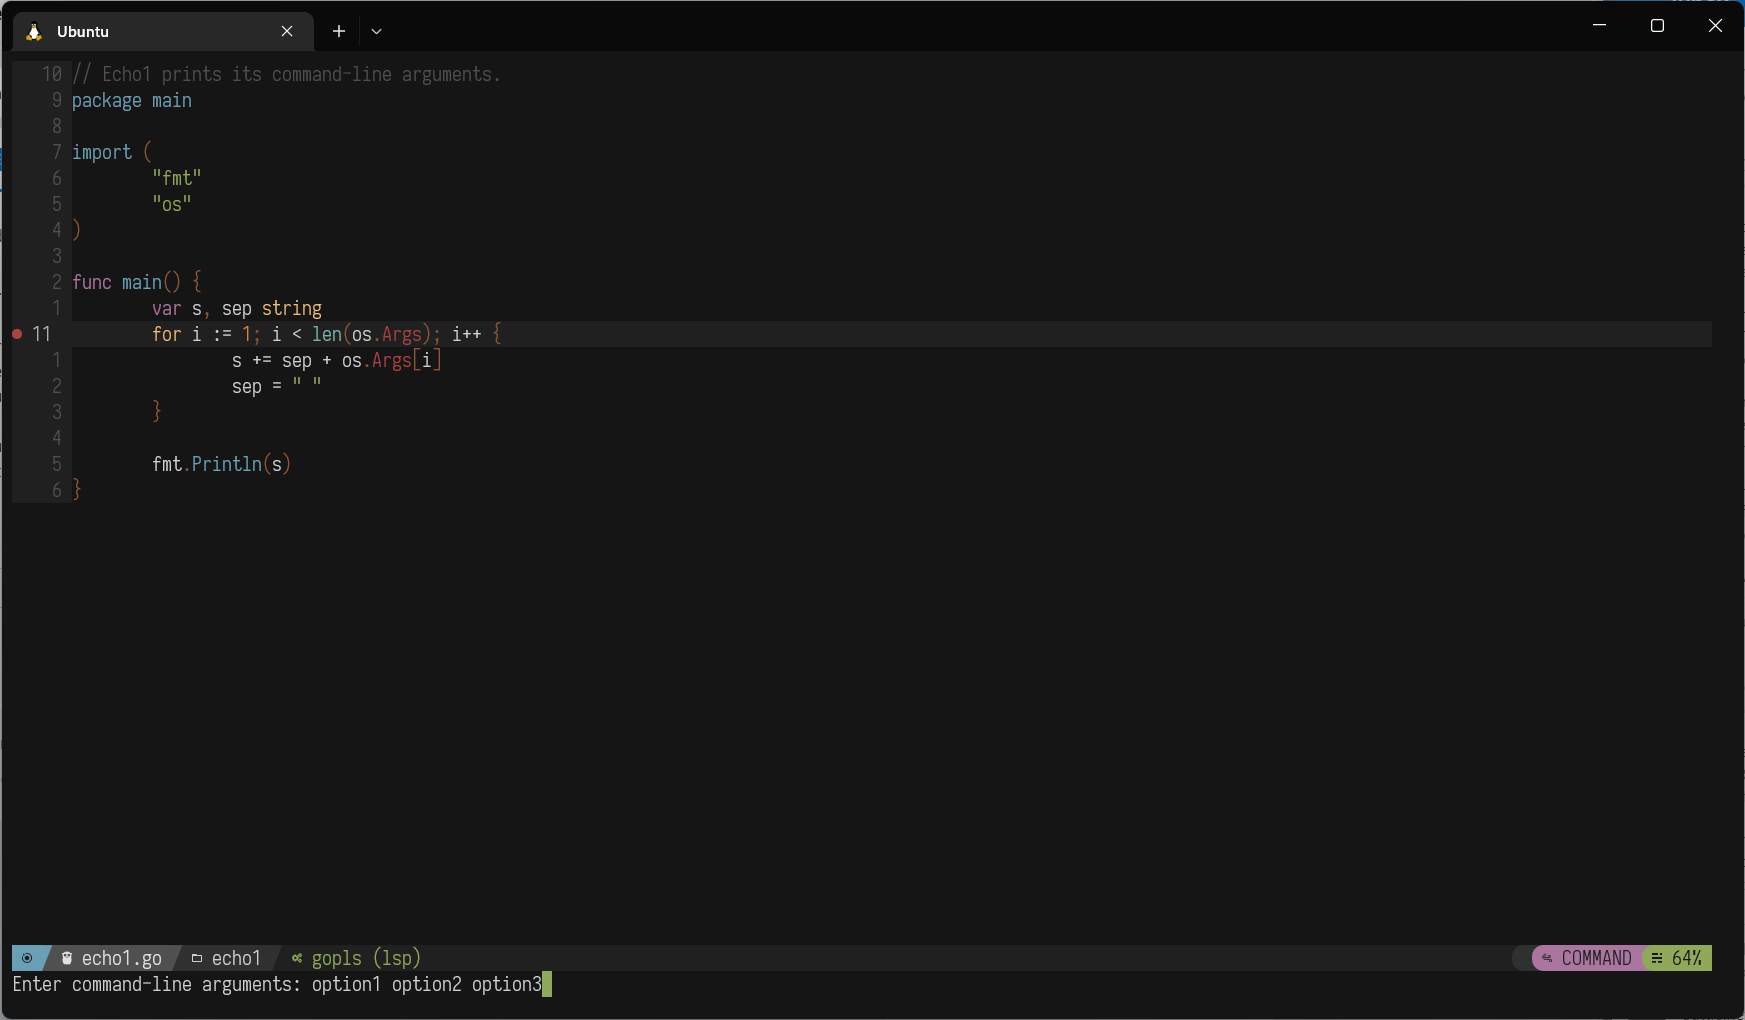 Ubuntu
10 // Echo1 prints its command-line arguments.
9 package main
8
7 import (
6 "fmt"
5 "os"
4 )
3
2 func main() {
1 var s, sep string
11 for i := 1; i < len(os.Args); i++ {
1 s += sep + os.Args[i]
2 sep = " "
3 }
4
5 fmt.Println(s)
6 }
echo1.go echo1 gopls (lsp) COMMAND 64%
Enter command-line arguments: option1 option2 option3